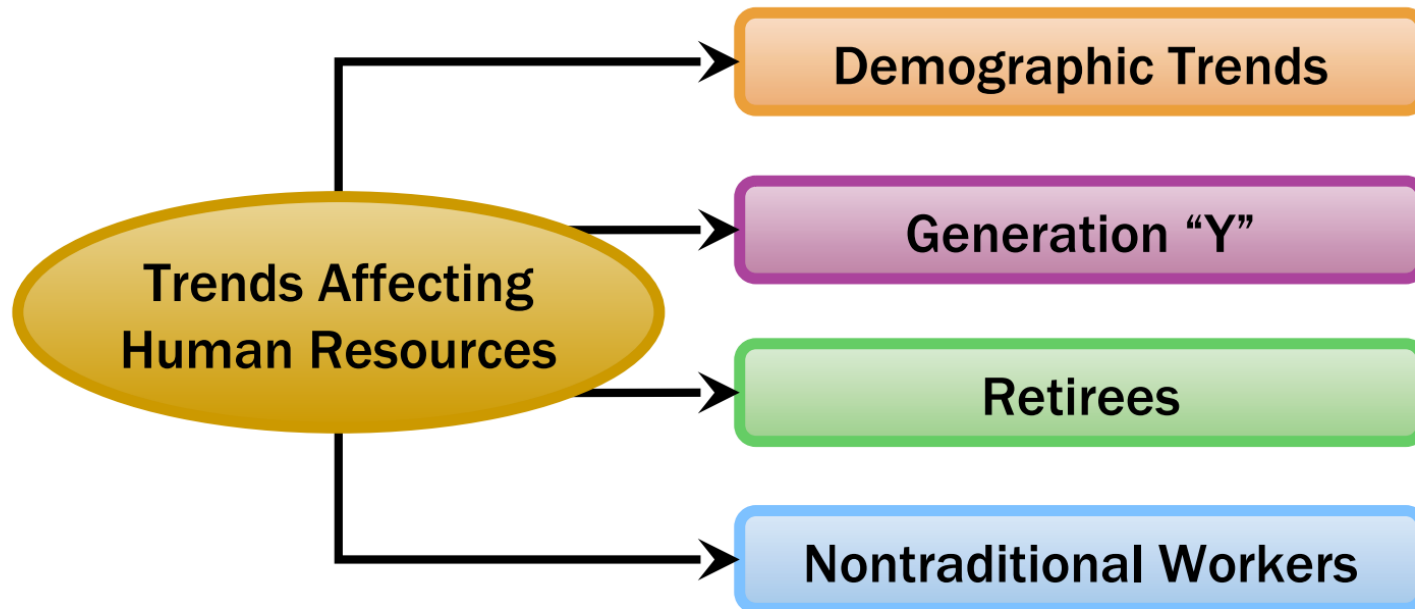 Trends Affecting
Human Resources
Demographic Trends
Generation “Y”
Retirees
Nontraditional Workers